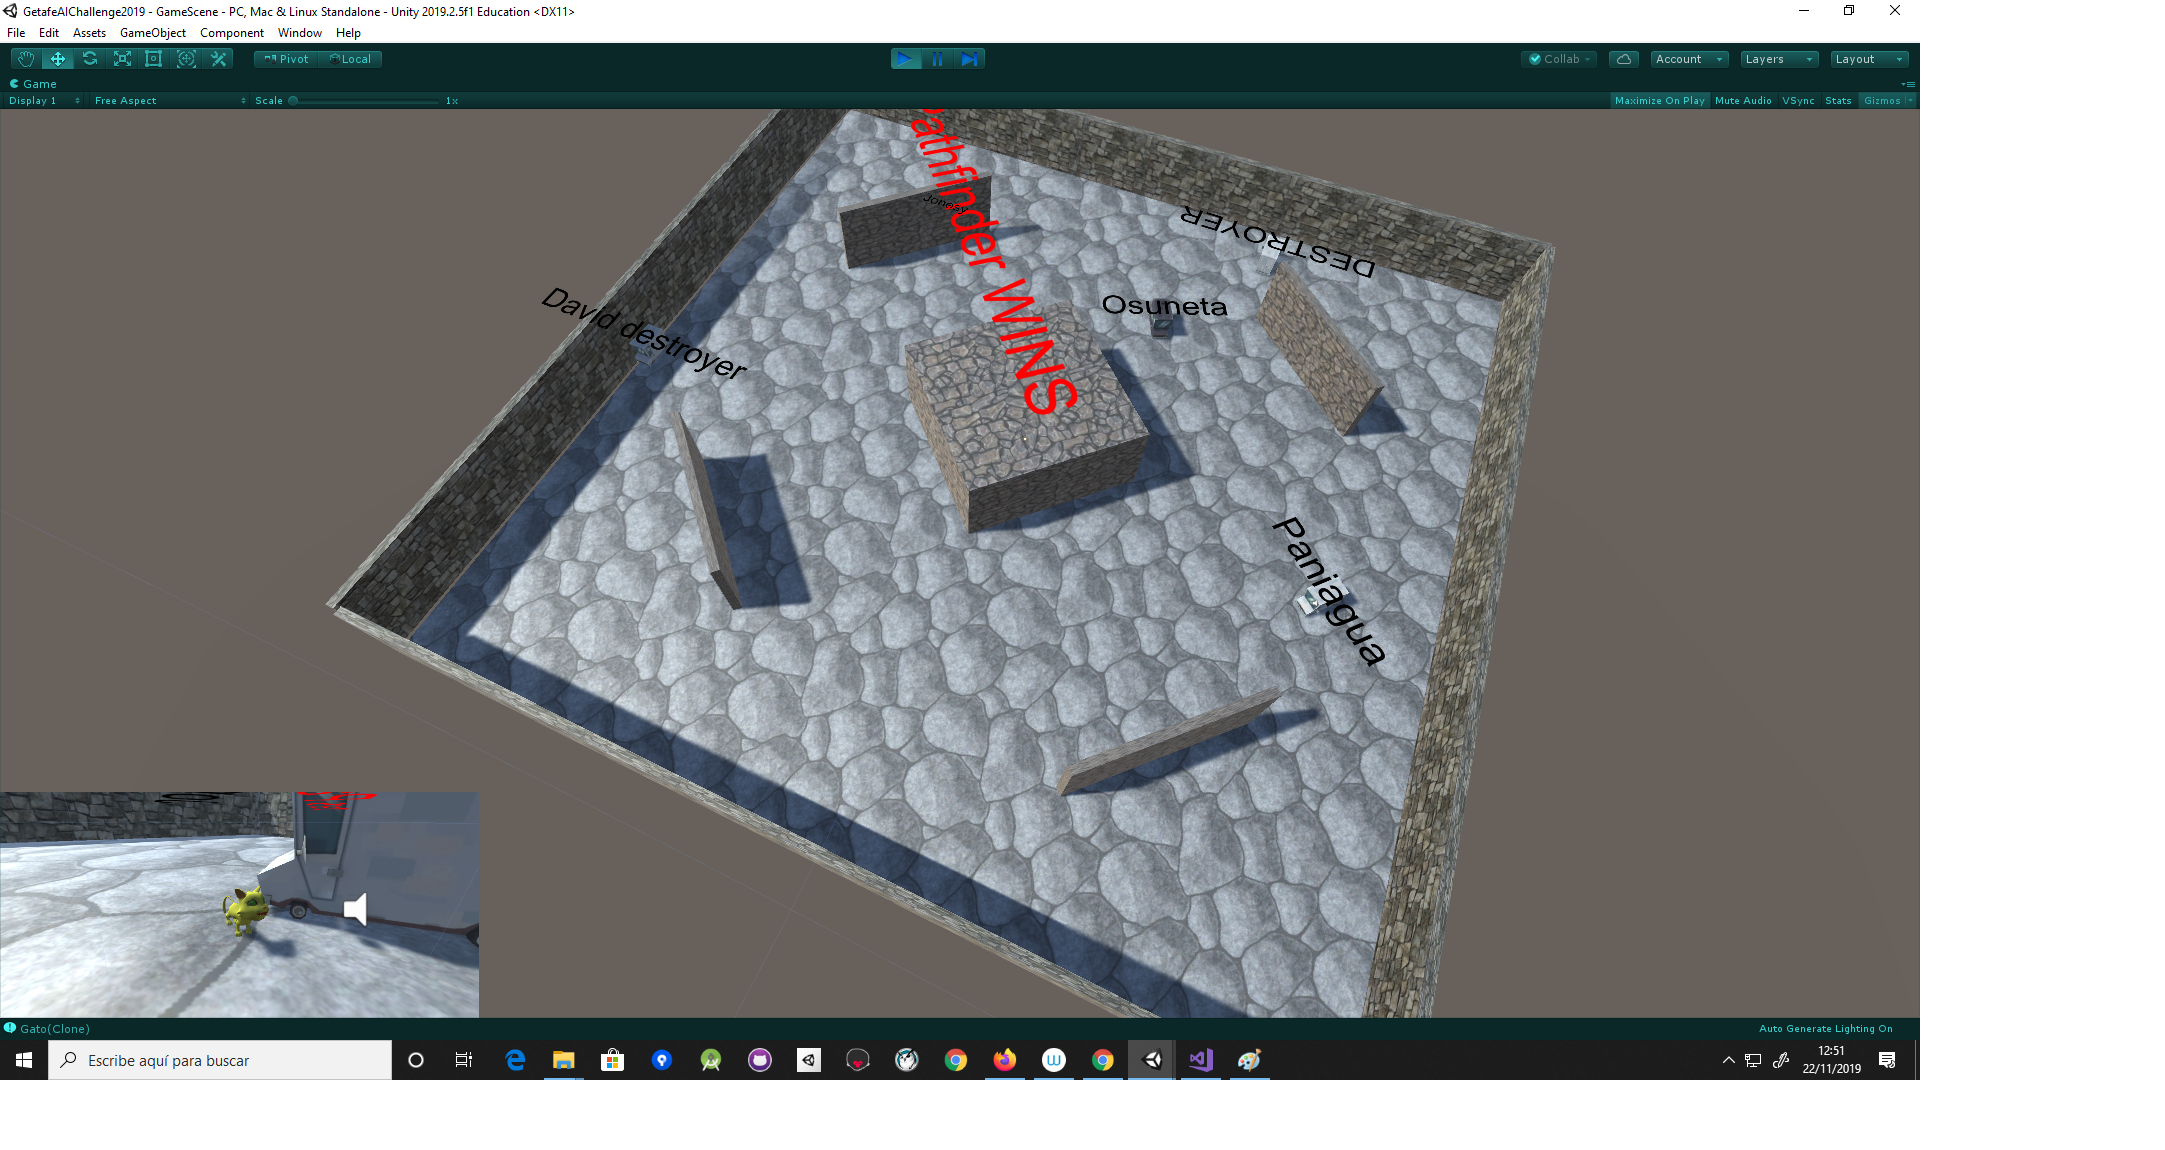 GetafeAIChallenge2019 - GameScene - PC, Mac & Linux Standalone - Unity 2019.2.5f1 Education <DX11>
File Edit Assets GameObject Component Window Help
Pivot Local Collab Account Layers Layout
Game
Display 1 Free Aspect Scale 1x Maximize On Play Mute Audio VSync Stats Gizmos
athfinder WINS
Jonesy
DESTROYER
David destroyer
Osuneta
Paniagua
Gato(Clone) Auto Generate Lighting On
Escribe aquí para buscar
12:51
22/11/2019